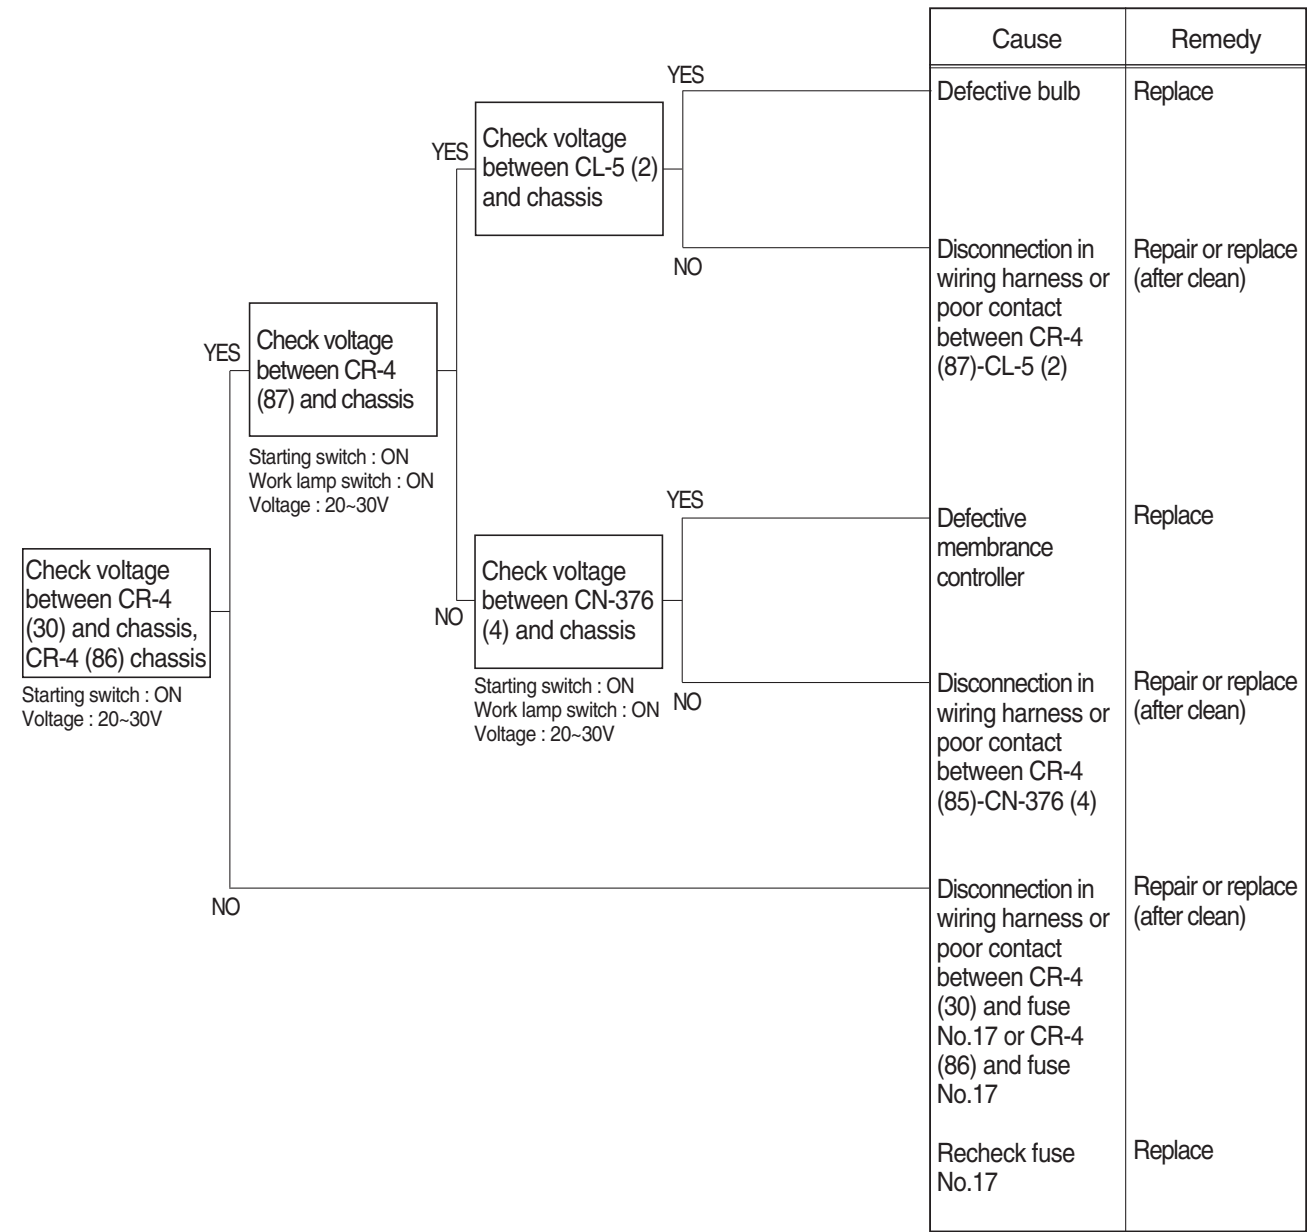 Cause
Remedy
YES
Defective bulb
Replace
YES
Check voltage
between CL-5 (2)
and chassis
NO
Disconnection in
wiring harness or
poor contact
between CR-4
(87)-CL-5 (2)
Repair or replace
(after clean)
YES
Check voltage
between CR-4
(87) and chassis
Starting switch : ON
Work lamp switch : ON
Voltage : 20~30V
YES
Defective
membrance
controller
Replace
Check voltage
between CR-4
(30) and chassis,
CR-4 (86) chassis
Starting switch : ON
Voltage : 20~30V
NO
Check voltage
between CN-376
(4) and chassis
Starting switch : ON
Work lamp switch : ON
Voltage : 20~30V
NO
Disconnection in
wiring harness or
poor contact
between CR-4
(85)-CN-376 (4)
Repair or replace
(after clean)
NO
Disconnection in
wiring harness or
poor contact
between CR-4
(30) and fuse
No.17 or CR-4
(86) and fuse
No.17
Repair or replace
(after clean)
Recheck fuse
No.17
Replace